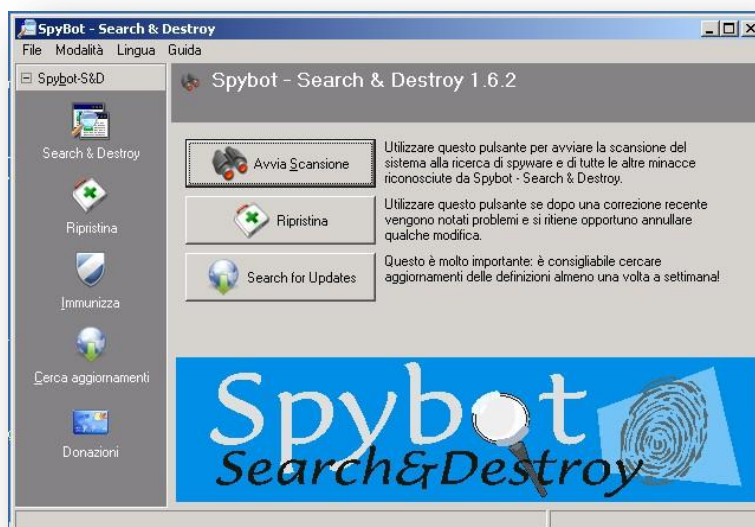 SpyBot - Search & Destroy
File Modalità Lingua Guida
Spybot-S&D
Spybot - Search & Destroy 1.6.2
Search & Destroy
Ripristina
Immunizza
Cerca aggiornamenti
Donazioni
Avvia Scansione
Utilizzare questo pulsante per avviare la scansione del
sistema alla ricerca di spyware e di tutte le altre minacce
riconosciute da Spybot - Search & Destroy.
Ripristina
Utilizzare questo pulsante se dopo una correzione recente
vengono notati problemi e si ritiene opportuno annullare
qualche modifica.
Search for Updates
Questo è molto importante: è consigliabile cercare
aggiornamenti delle definizioni almeno una volta a settimana!
Spybot
Search&Destroy